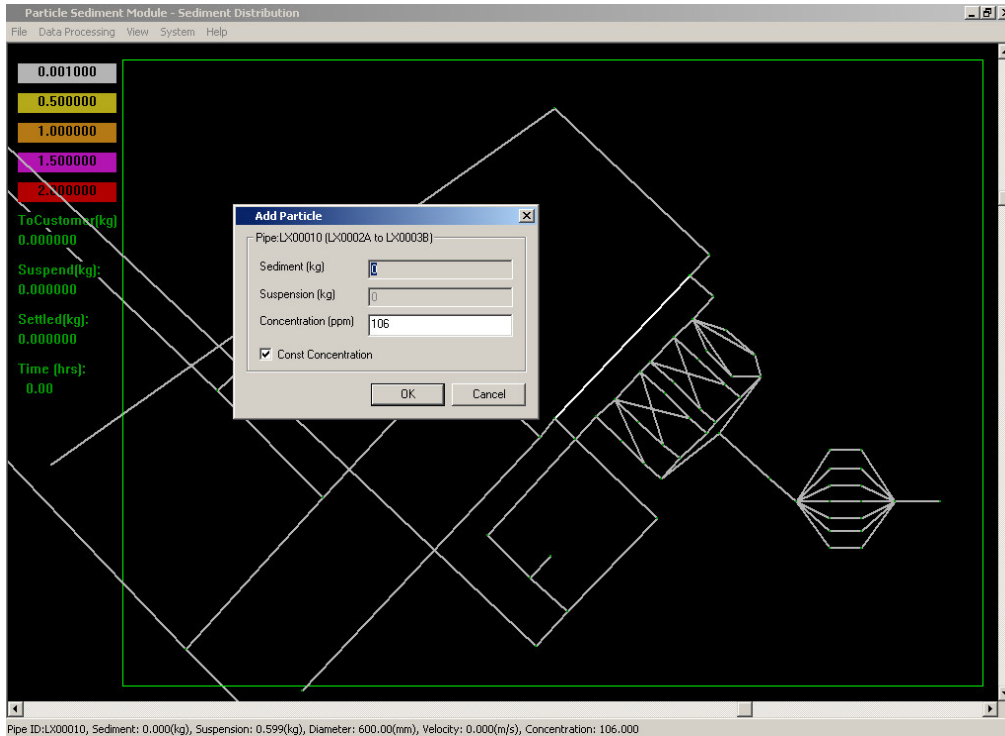 Particle Sediment Module - Sediment Distribution
File Data Processing View System Help
0.001000
0.500000
1.000000
1.500000
2.000000
ToCustomer(kg)
0.000000
Suspend(kg):
0.000000
Settled(kg):
0.000000
Time (hrs):
0.00
Add Particle
Pipe:LX00010 (LX0002A to LX0003B)
Sediment (kg) 0
Suspension (kg) 0
Concentration (ppm) 106
Const Concentration
OK Cancel
Pipe ID:LX00010, Sediment: 0.000(kg), Suspension: 0.599(kg), Diameter: 600.00(mm), Velocity: 0.000(m/s), Concentration: 106.000